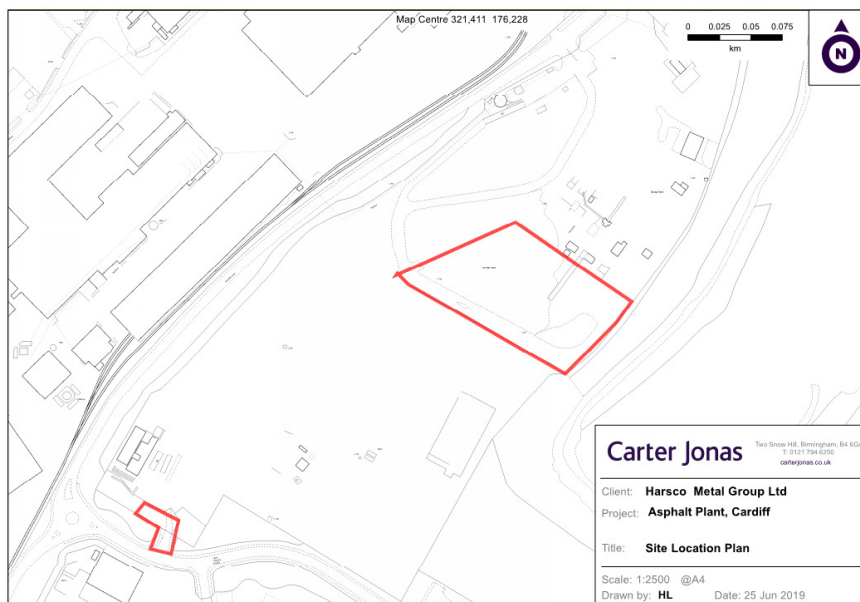 Map Centre 321,411 176,228
0 0.025 0.05 0.075
km
N
Carter Jonas
Two Snow Hill, Birmingham, B4 6GA
T: 0121 794 6250
carterjonas.co.uk
Client: Harsco Metal Group Ltd
Project: Asphalt Plant, Cardiff
Title: Site Location Plan
Scale: 1:2500 @A4
Drawn by: HL Date: 25 Jun 2019